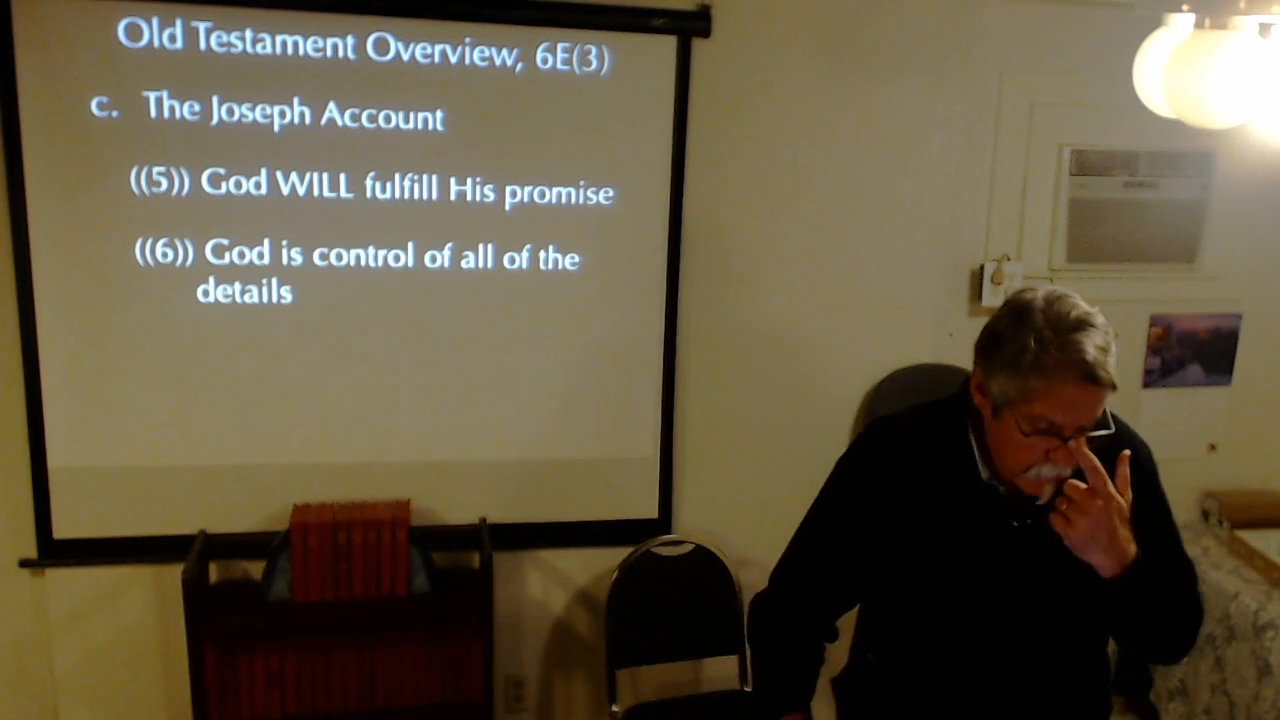 Old Testament Overview, 6E(3)
c. The Joseph Account
((5)) God WILL fulfill His promise
((6)) God is control of all of the
details